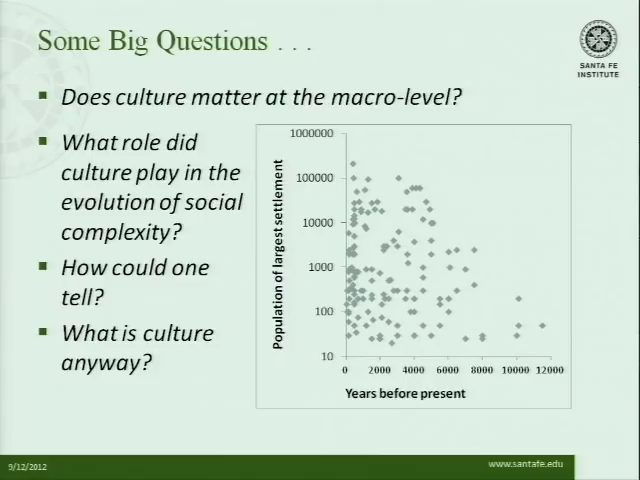 Some Big Questions . . .
SANTA FE
INSTITUTE
Does culture matter at the macro-level?
What role did
culture play in the
evolution of social
complexity?
How could one
tell?
What is culture
anyway?
Population of largest settlement
1000000
100000
10000
1000
100
10
0 2000 4000 6000 8000 10000 12000
Years before present
9/12/2012
www.santafe.edu